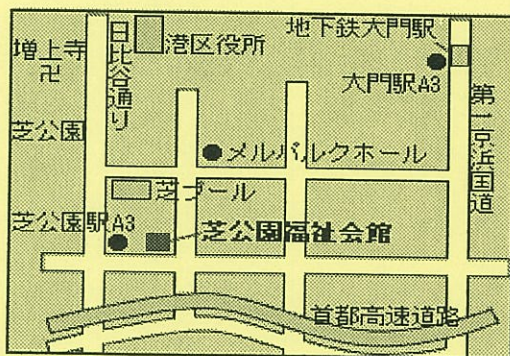 増上寺
卍
日比谷通り
港区役所
地下鉄大門駅
大門駅A3
第一京浜国道
芝公園
メルパルクホール
芝プール
芝公園駅A3
芝公園福祉会館
首都高速道路